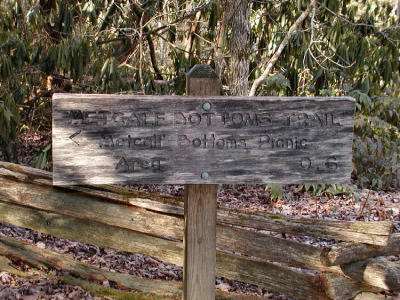 METCALF BOTTOMS TRAIL
< Metcalf Bottoms Picnic
Area 0.6